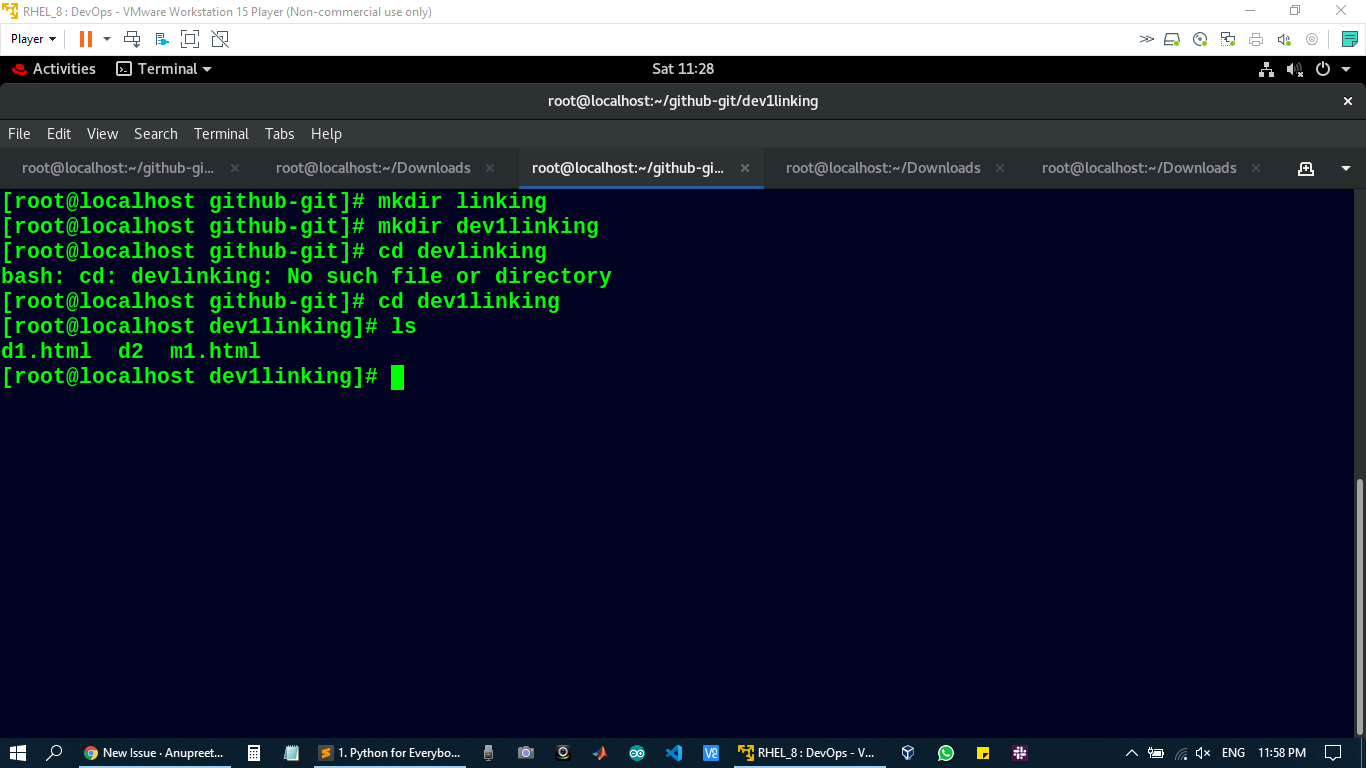 RHEL_8 : DevOps - VMware Workstation 15 Player (Non-commercial use only)
Player
Activities Terminal Sat 11:28
root@localhost:~/github-git/dev1linking
File Edit View Search Terminal Tabs Help
root@localhost:~/github-gi... root@localhost:~/Downloads root@localhost:~/github-gi... root@localhost:~/Downloads root@localhost:~/Downloads
[root@localhost github-git]# mkdir linking
[root@localhost github-git]# mkdir dev1linking
[root@localhost github-git]# cd devlinking
bash: cd: devlinking: No such file or directory
[root@localhost github-git]# cd dev1linking
[root@localhost dev1linking]# ls
d1.html  d2  m1.html
[root@localhost dev1linking]#
New Issue · Anupreet... 1. Python for Everybo... RHEL_8 : DevOps - V... ENG 11:58 PM